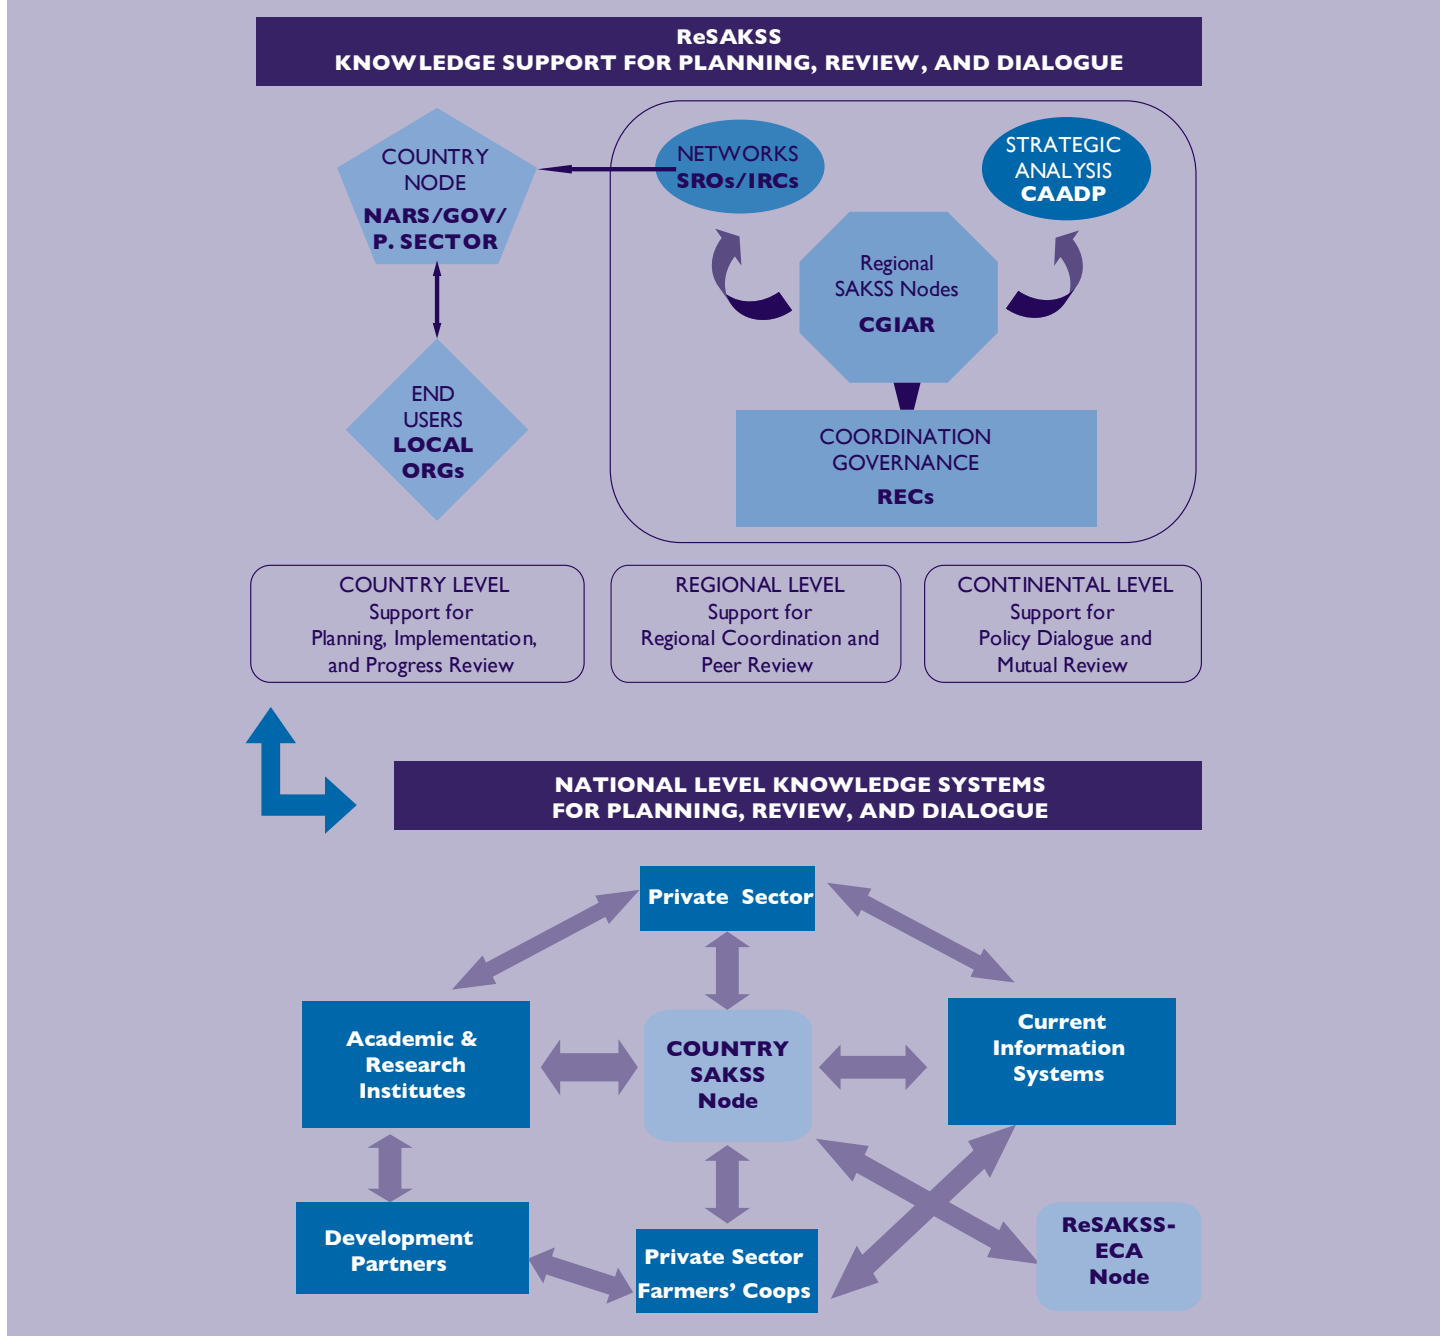 ReSAKSS
KNOWLEDGE SUPPORT FOR PLANNING, REVIEW, AND DIALOGUE
COUNTRY
NODE
NARS/GOV/
P. SECTOR
NETWORKS
SROs/IRCs
STRATEGIC
ANALYSIS
CAADP
Regional
SAKSS Nodes
CGIAR
END
USERS
LOCAL
ORGs
COORDINATION
GOVERNANCE
RECs
COUNTRY LEVEL
Support for
Planning, Implementation,
and Progress Review
REGIONAL LEVEL
Support for
Regional Coordination and
Peer Review
CONTINENTAL LEVEL
Support for
Policy Dialogue and
Mutual Review
NATIONAL LEVEL KNOWLEDGE SYSTEMS
FOR PLANNING, REVIEW, AND DIALOGUE
Private Sector
Academic &
Research
Institutes
COUNTRY
SAKSS
Node
Current
Information
Systems
Development
Partners
Private Sector
Farmers’ Coops
ReSAKSS-
ECA
Node